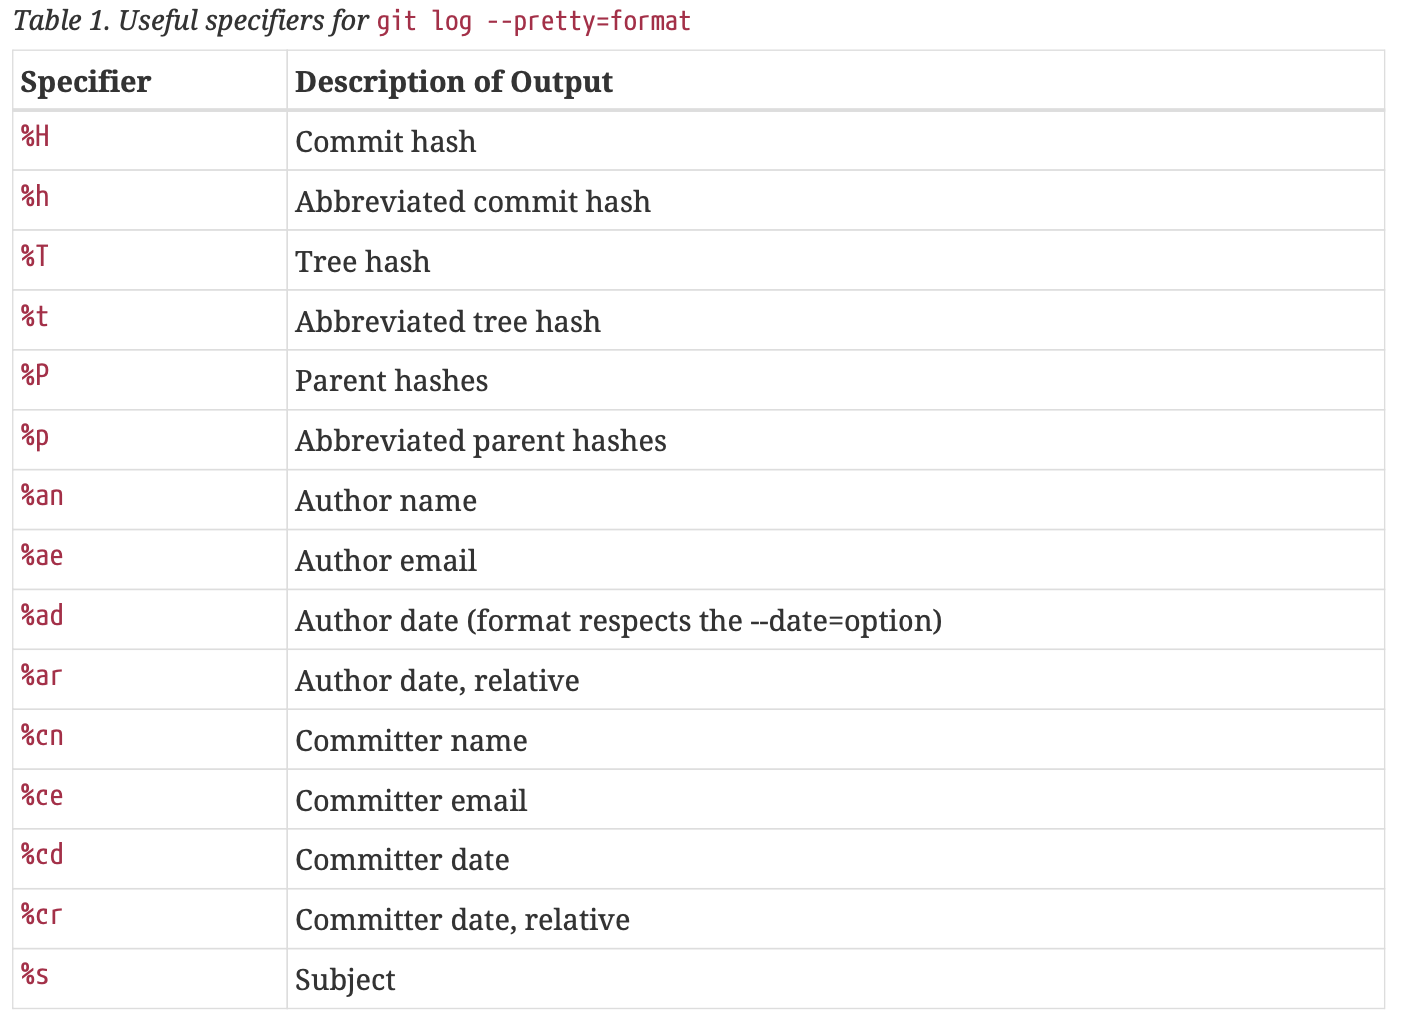 Table 1. Useful specifiers for git log --pretty=format
Specifier Description of Output
%H Commit hash
%h Abbreviated commit hash
%T Tree hash
%t Abbreviated tree hash
%P Parent hashes
%p Abbreviated parent hashes
%an Author name
%ae Author email
%ad Author date (format respects the --date=option)
%ar Author date, relative
%cn Committer name
%ce Committer email
%cd Committer date
%cr Committer date, relative
%s Subject